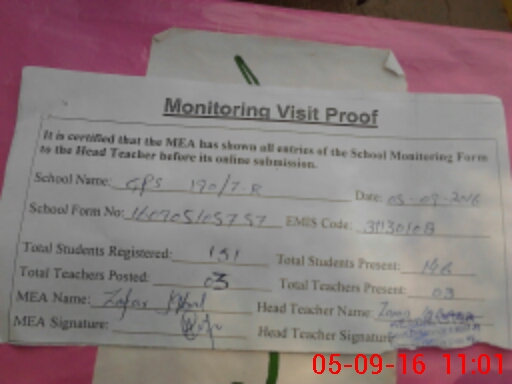 Monitoring Visit Proof
It is certified that the MEA has shown all entries of the School Monitoring Form
to the Head Teacher before its online submission.
School Name: GPS 170/7-R Date: 05-09-2016
School Form No: EMIS Code:
Total Students Registered: 151 Total Students Present: 146
Total Teachers Posted: 03 Total Teachers Present: 03
MEA Name: Zafar Head Teacher Name:
MEA Signature: Head Teacher Signature
05-09-16 11:01